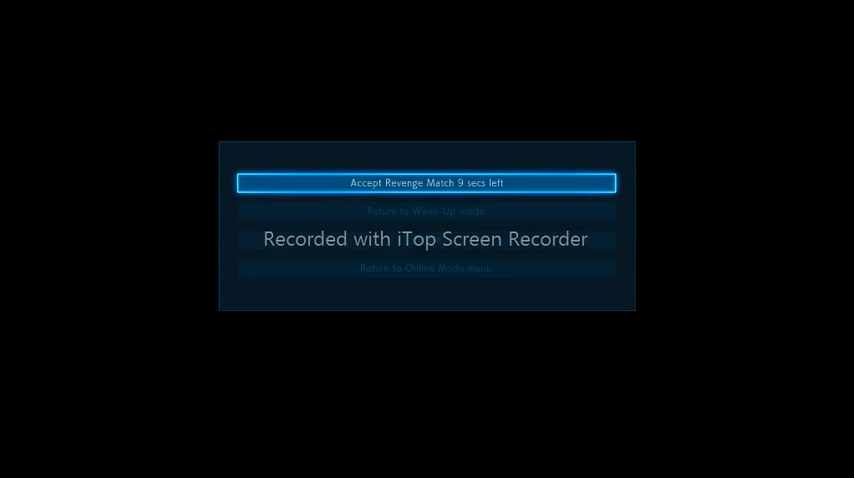 Accept Revenge Match 9 secs left
Return to Warm-Up mode.
Recorded with iTop Screen Recorder
Return to Online Mode menu.